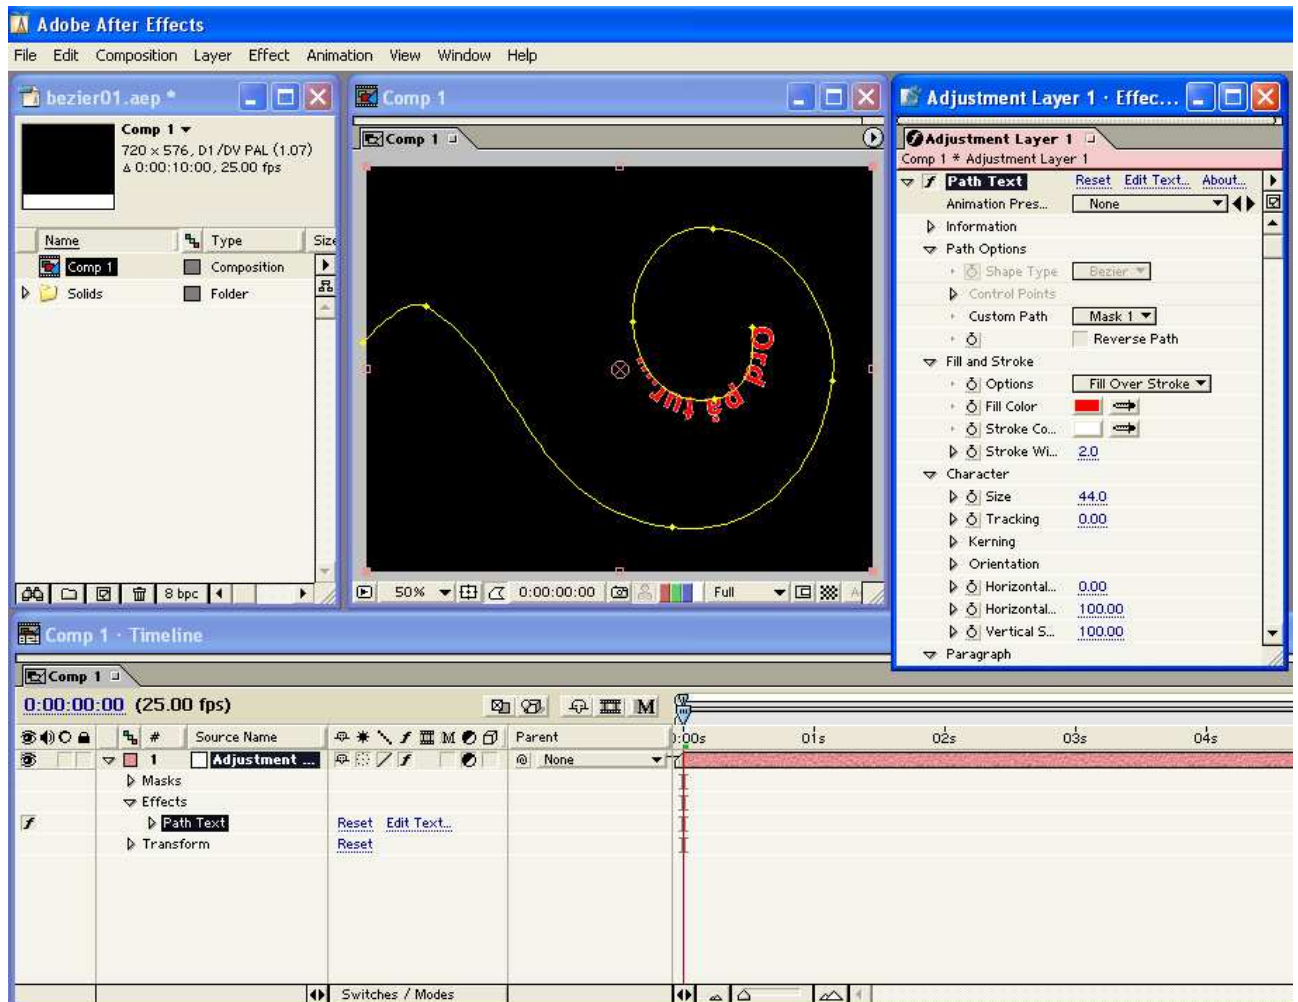 Adobe After Effects
File Edit Composition Layer Effect Animation View Window Help
bezier01.aep *
Comp 1
720 x 576, D1/DV PAL (1.07)
Δ 0:00:10:00, 25.00 fps
Name Type Size
Comp 1 Composition
Solids Folder
8 bpc
Comp 1
Comp 1
Ord på tur.....
50% 0:00:00:00 Full
Adjustment Layer 1 · Effec...
Adjustment Layer 1
Comp 1 * Adjustment Layer 1
Path Text Reset Edit Text... About...
Animation Pres... None
Information
Path Options
Shape Type Bezier
Control Points
Custom Path Mask 1
Reverse Path
Fill and Stroke
Options Fill Over Stroke
Fill Color
Stroke Co...
Stroke Wi... 2.0
Character
Size 44.0
Tracking 0.00
Kerning
Orientation
Horizontal... 0.00
Horizontal... 100.00
Vertical S... 100.00
Paragraph
Comp 1 · Timeline
Comp 1
0:00:00:00 (25.00 fps) M
# Source Name M Parent ):00s 01s 02s 03s 04s
1 Adjustment ... None
Masks
Effects
Path Text Reset Edit Text...
Transform Reset
Switches / Modes